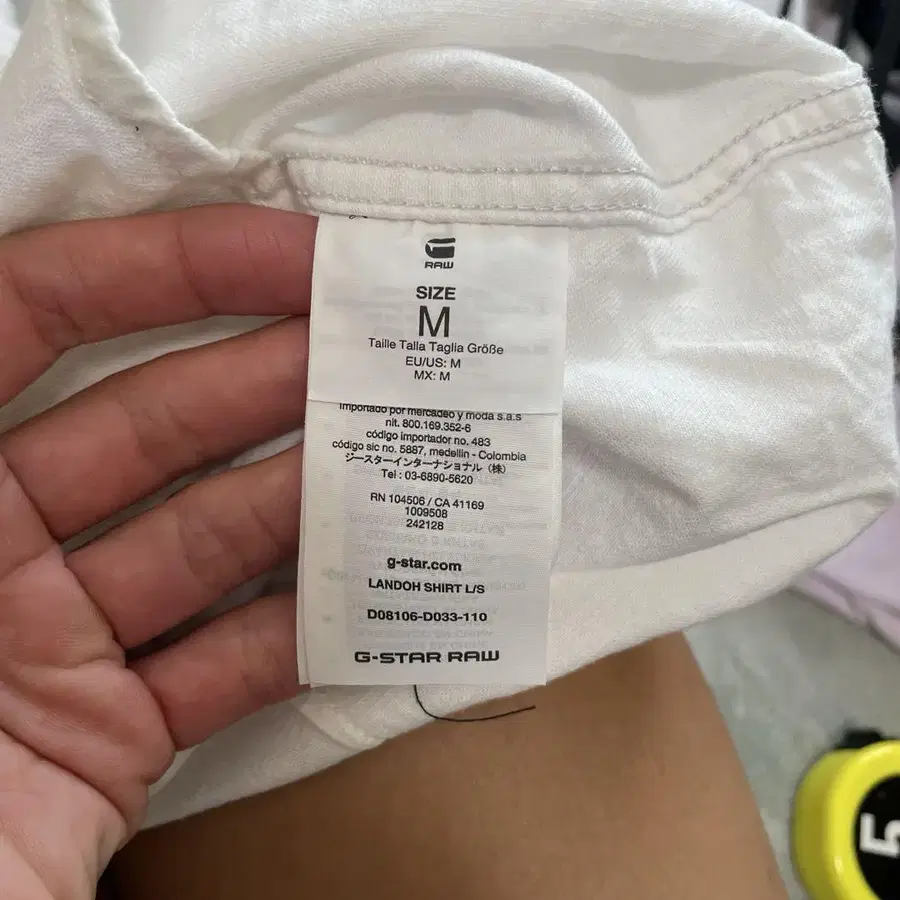 RAW
SIZE
M
Taille Talla Taglia Größe
EU/US: M
MX: M
importado por mercadeo y moda s.a.s
nit. 800.169.352-6
código importador no. 483
código sic no. 5887, medellin - Colombia
ジースターインターナショナル（株）
Tel : 03-6890-5620
RN 104506 / CA 41169
1009508
242128
g-star.com
LANDOH SHIRT L/S
D08106-D033-110
G-STAR RAW
5